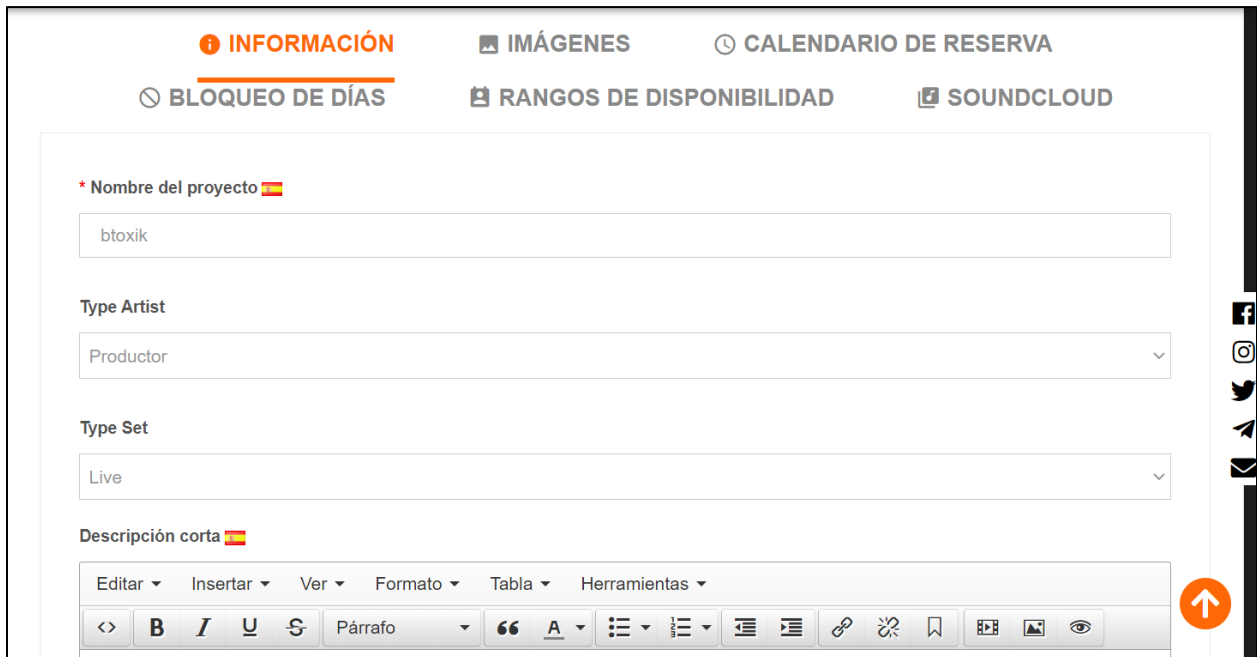 INFORMACIÓN IMÁGENES CALENDARIO DE RESERVA
BLOQUEO DE DÍAS RANGOS DE DISPONIBILIDAD SOUNDCLOUD
* Nombre del proyecto
btoxik
Type Artist
Productor
Type Set
Live
Descripción corta
Editar Insertar Ver Formato Tabla Herramientas
B I U S Párrafo A